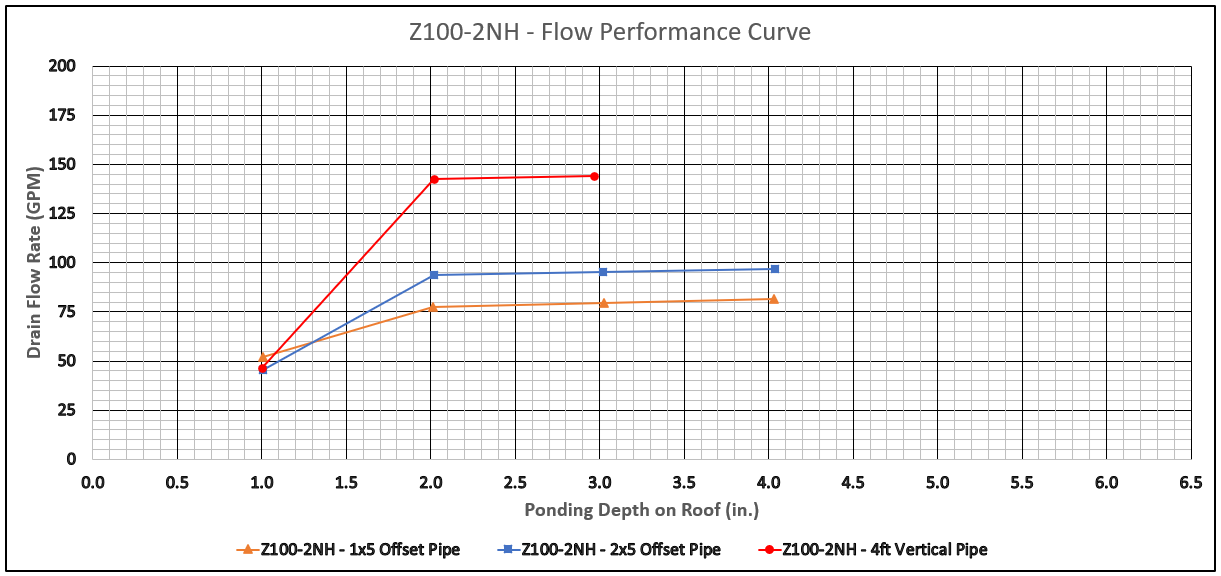 Z100-2NH - Flow Performance Curve
200
175
150
125
100
75
50
25
0
Drain Flow Rate (GPM)
0.0 0.5 1.0 1.5 2.0 2.5 3.0 3.5 4.0 4.5 5.0 5.5 6.0 6.5
Ponding Depth on Roof (in.)
Z100-2NH - 1x5 Offset Pipe Z100-2NH - 2x5 Offset Pipe Z100-2NH - 4ft Vertical Pipe